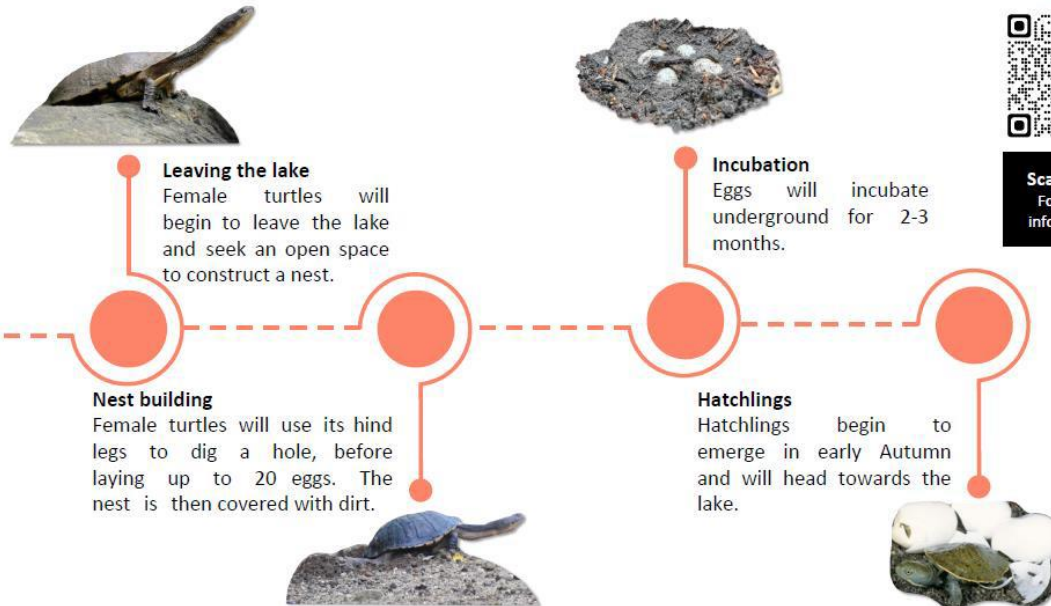 Leaving the lake
Female turtles will
begin to leave the lake
and seek an open space
to construct a nest.
Nest building
Female turtles will use its hind
legs to dig a hole, before
laying up to 20 eggs. The
nest is then covered with dirt.
Incubation
Eggs will incubate
underground for 2-3
months.
Hatchlings
Hatchlings begin to
emerge in early Autumn
and will head towards the
lake.